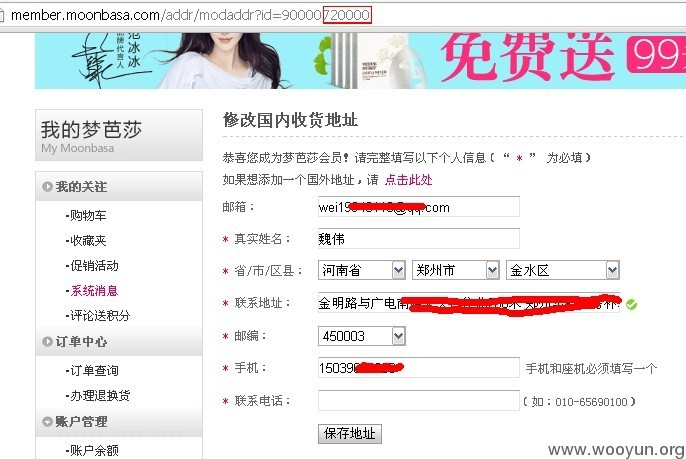 member.moonbasa.com/addr/modaddr?id=90000720000
品牌代言人
范冰冰
免费送
99
我的梦芭莎
My Moonbasa
我的关注
-购物车
-收藏夹
-促销活动
-系统消息
-评论送积分
订单中心
-订单查询
-办理退换货
账户管理
-账户余额
修改国内收货地址
恭喜您成为梦芭莎会员！请完整填写以下个人信息（“ * ” 为必填）
如果想添加一个国外地址，请 点击此处
邮箱：
wei19 @qq.com
* 真实姓名：
魏伟
* 省/市/区县：
河南省
郑州市
金水区
* 联系地址：
金明路与广电南
* 邮编：
450003
* 手机：
15039
手机和座机必须填写一个
* 联系电话：
（如：010-65690100）
保存地址
www.wooyun.org